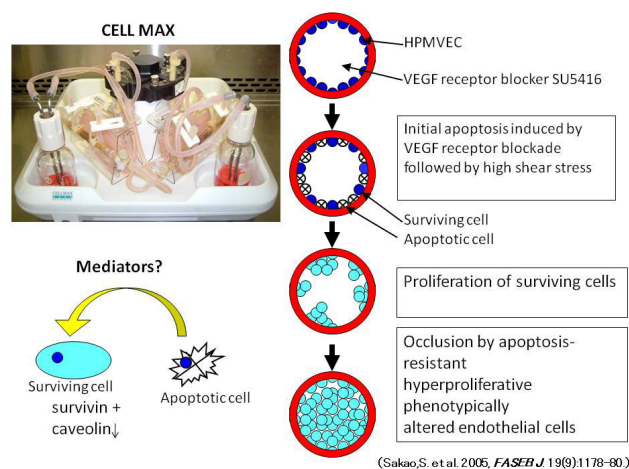 CELL MAX
CELLMAX
HPMVEC
VEGF receptor blocker SU5416
Initial apoptosis induced by
VEGF receptor blockade
followed by high shear stress
Surviving cell
Apoptotic cell
Proliferation of surviving cells
Mediators?
Surviving cell
survivin +
caveolin↓
Apoptotic cell
Occlusion by apoptosis-
resistant
hyperproliferative
phenotypically
altered endothelial cells
(Sakao,S. et al. 2005, FASEB J. 19(9):1178-80.)